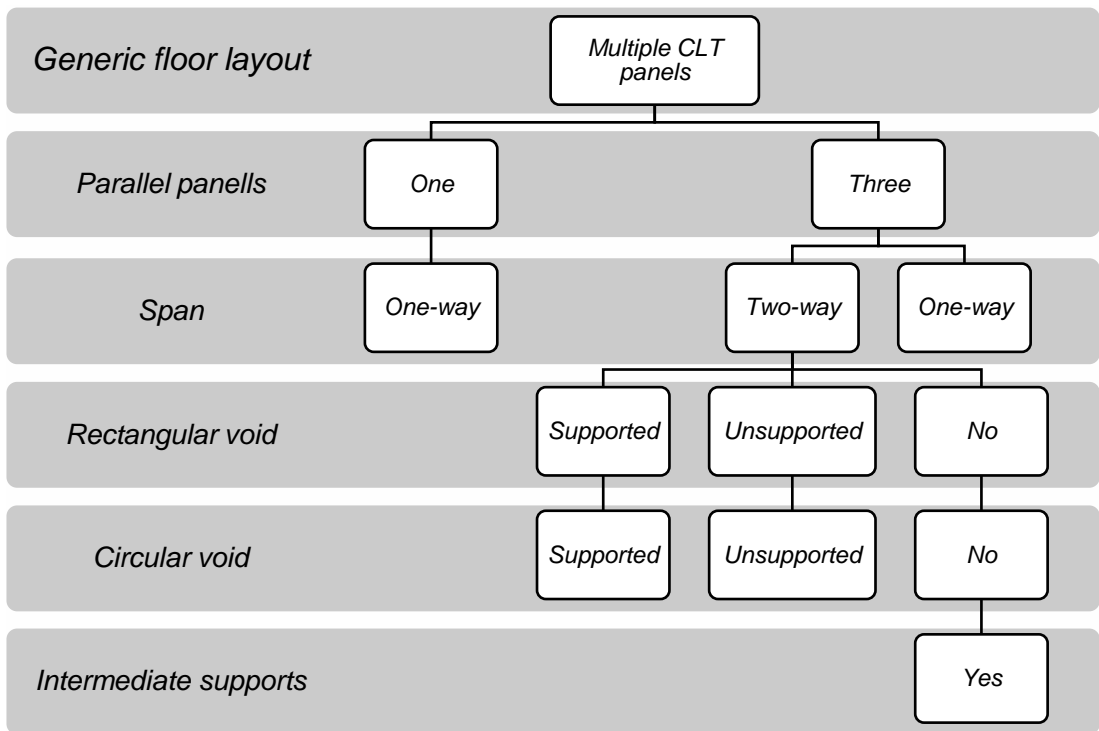 Generic floor layout
Multiple CLT
panels
Parallel panells
One
Three
Span
One-way
Two-way
One-way
Rectangular void
Supported
Unsupported
No
Circular void
Supported
Unsupported
No
Intermediate supports
Yes